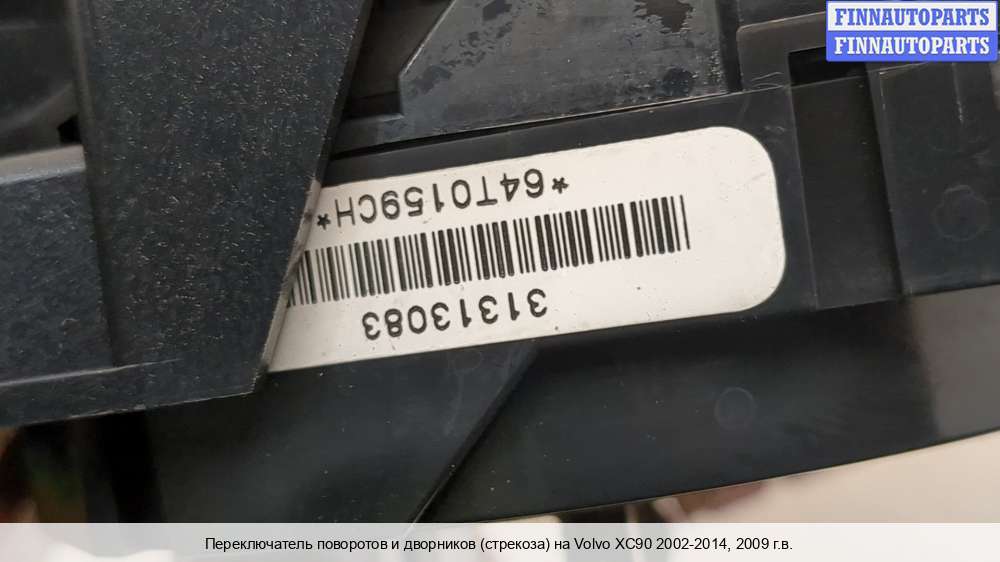 FINNAUTOPARTS
FINNAUTOPARTS
31313083
*64T0159CH*
Переключатель поворотов и дворников (стрекоза) на Volvo XC90 2002-2014, 2009 г.в.